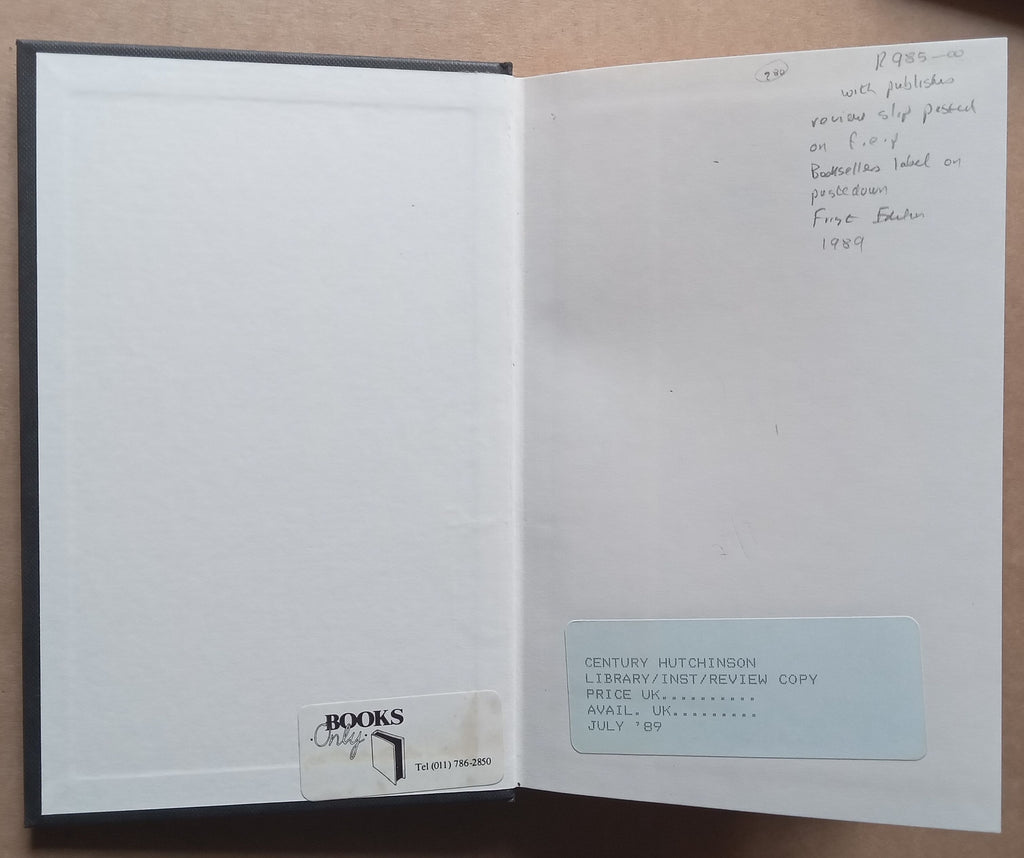 BOOKS
Only
Tel (011) 786-2850
R985-00
with publishers
review slip pasted
on f.e.p
Booksellers label on
pastedown
First Edition
1989
CENTURY HUTCHINSON
LIBRARY/INST/REVIEW COPY
PRICE UK..........
AVAIL. UK.........
JULY '89